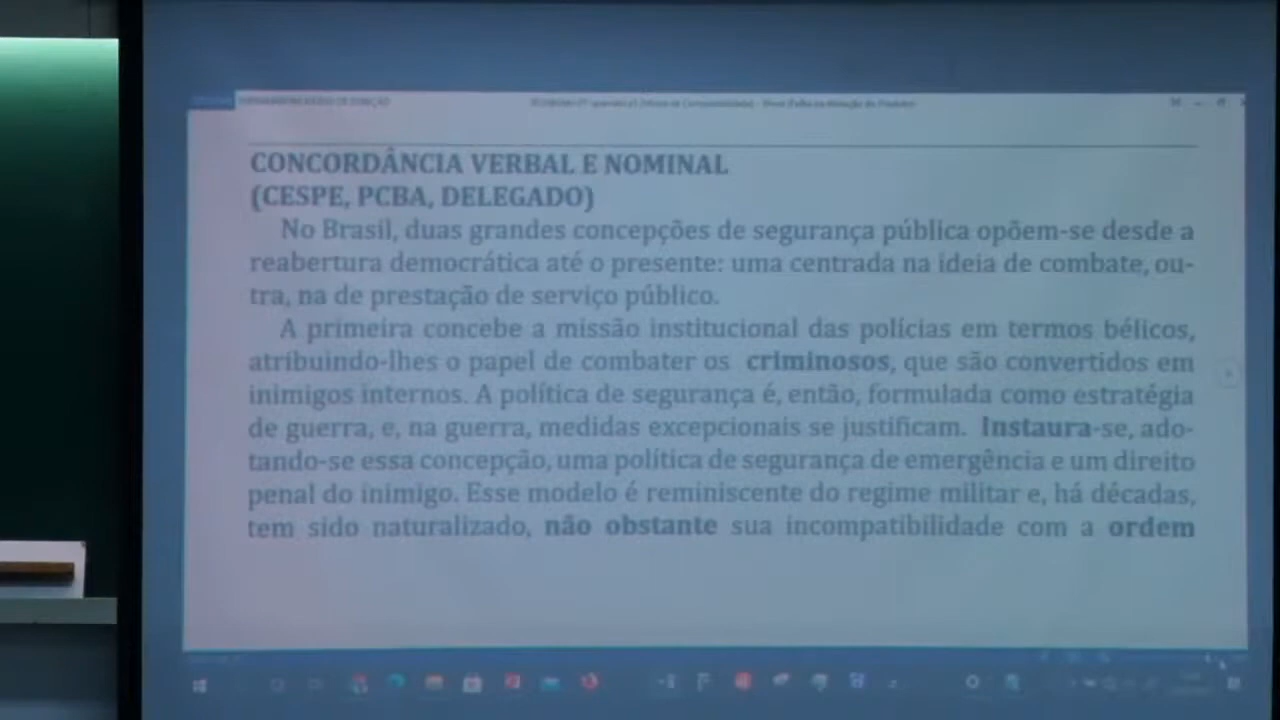 CONCORDÂNCIA VERBAL E NOMINAL
(CESPE, PCBA, DELEGADO)
No Brasil, duas grandes concepções de segurança pública opõem-se desde a
reabertura democrática até o presente: uma centrada na ideia de combate, ou-
tra, na de prestação de serviço público.
A primeira concebe a missão institucional das polícias em termos bélicos,
atribuindo-lhes o papel de combater os criminosos, que são convertidos em
inimigos internos. A política de segurança é, então, formulada como estratégia
de guerra, e, na guerra, medidas excepcionais se justificam. Instaura-se, ado-
tando-se essa concepção, uma política de segurança de emergência e um direito
penal do inimigo. Esse modelo é reminiscente do regime militar e, há décadas,
tem sido naturalizado, não obstante sua incompatibilidade com a ordem